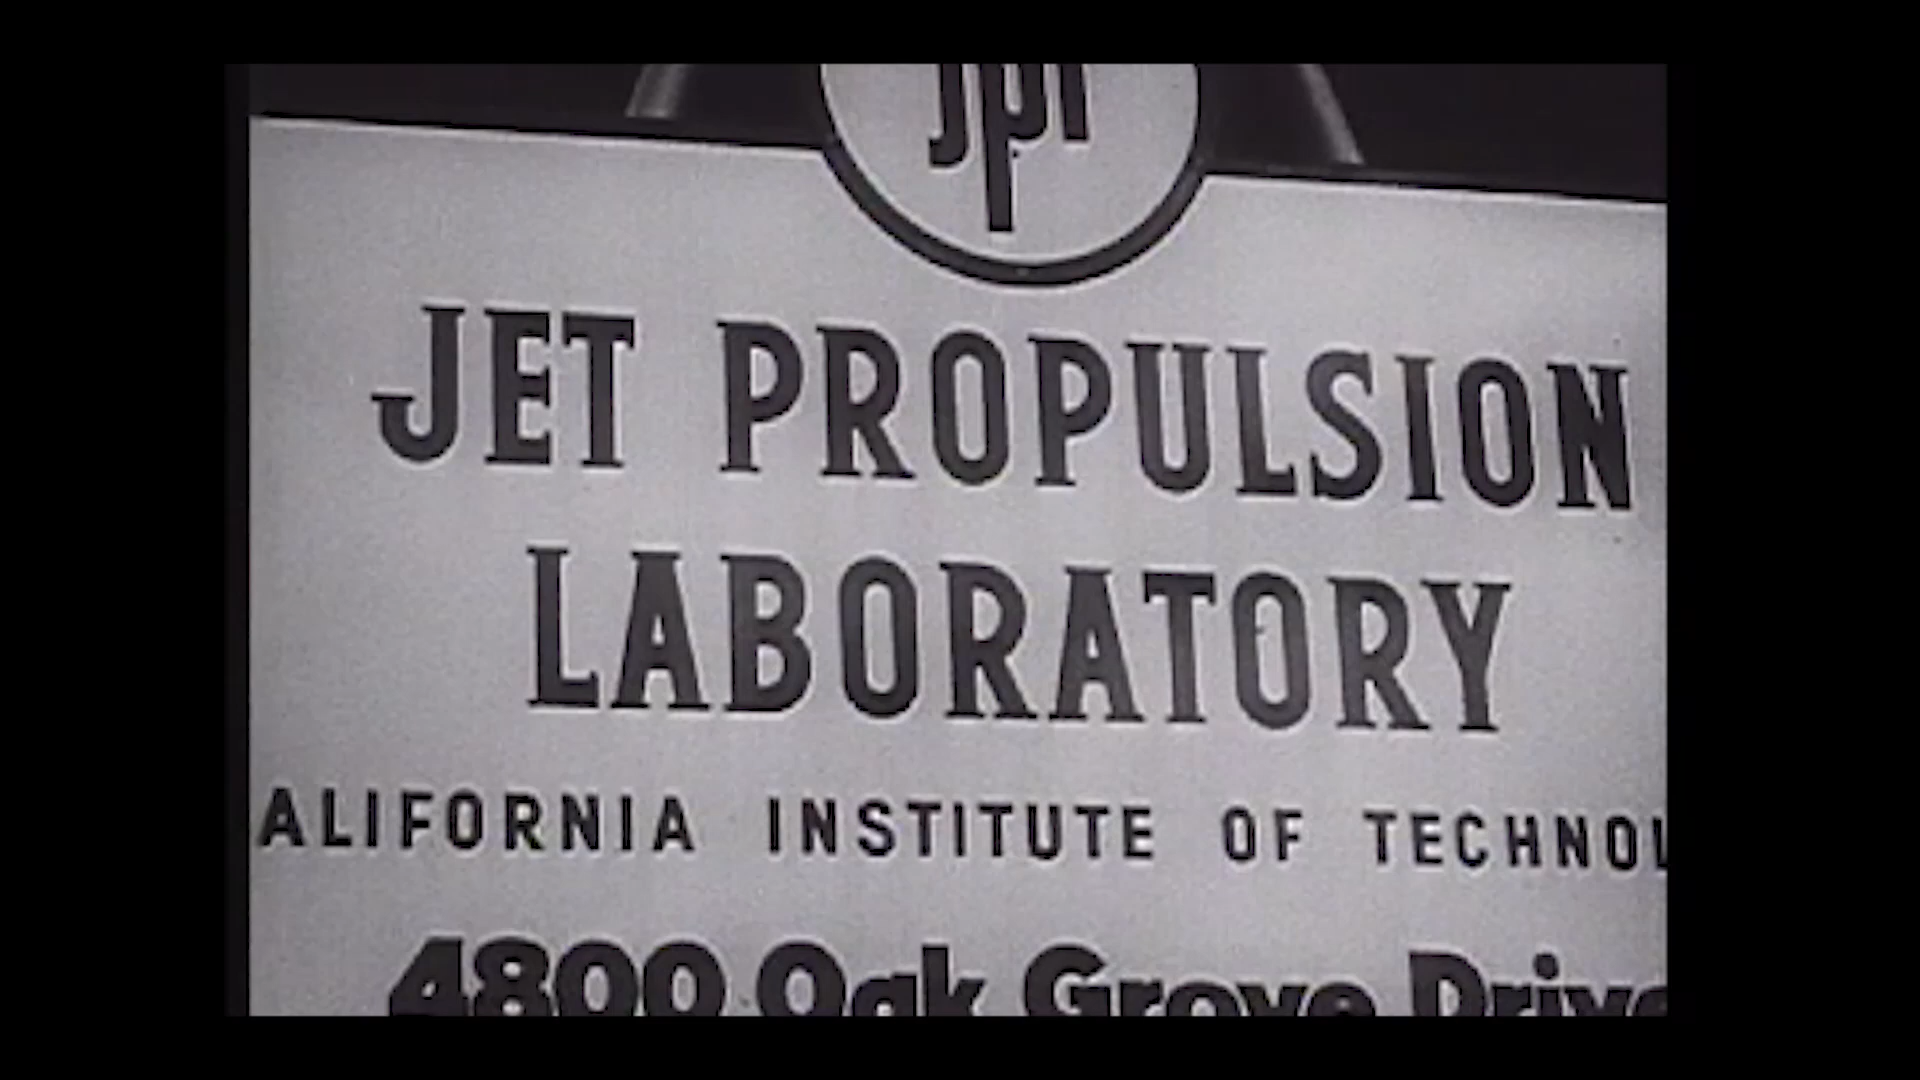 jpl
JET PROPULSION
LABORATORY
ALIFORNIA INSTITUTE OF TECHNOL
4800 Oak Grove Drive